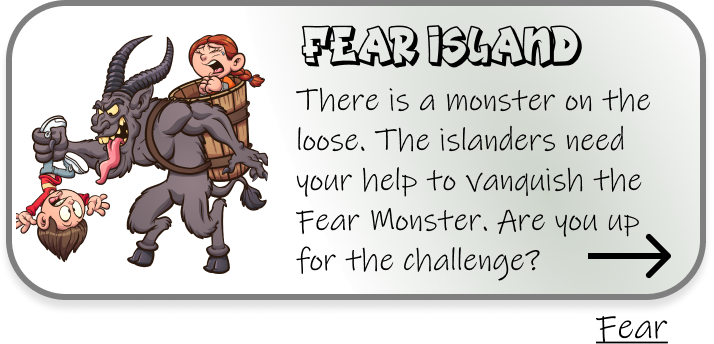 FEAR ISLAND
There is a monster on the
loose. The islanders need
your help to vanquish the
Fear Monster. Are you up
for the challenge?
Fear